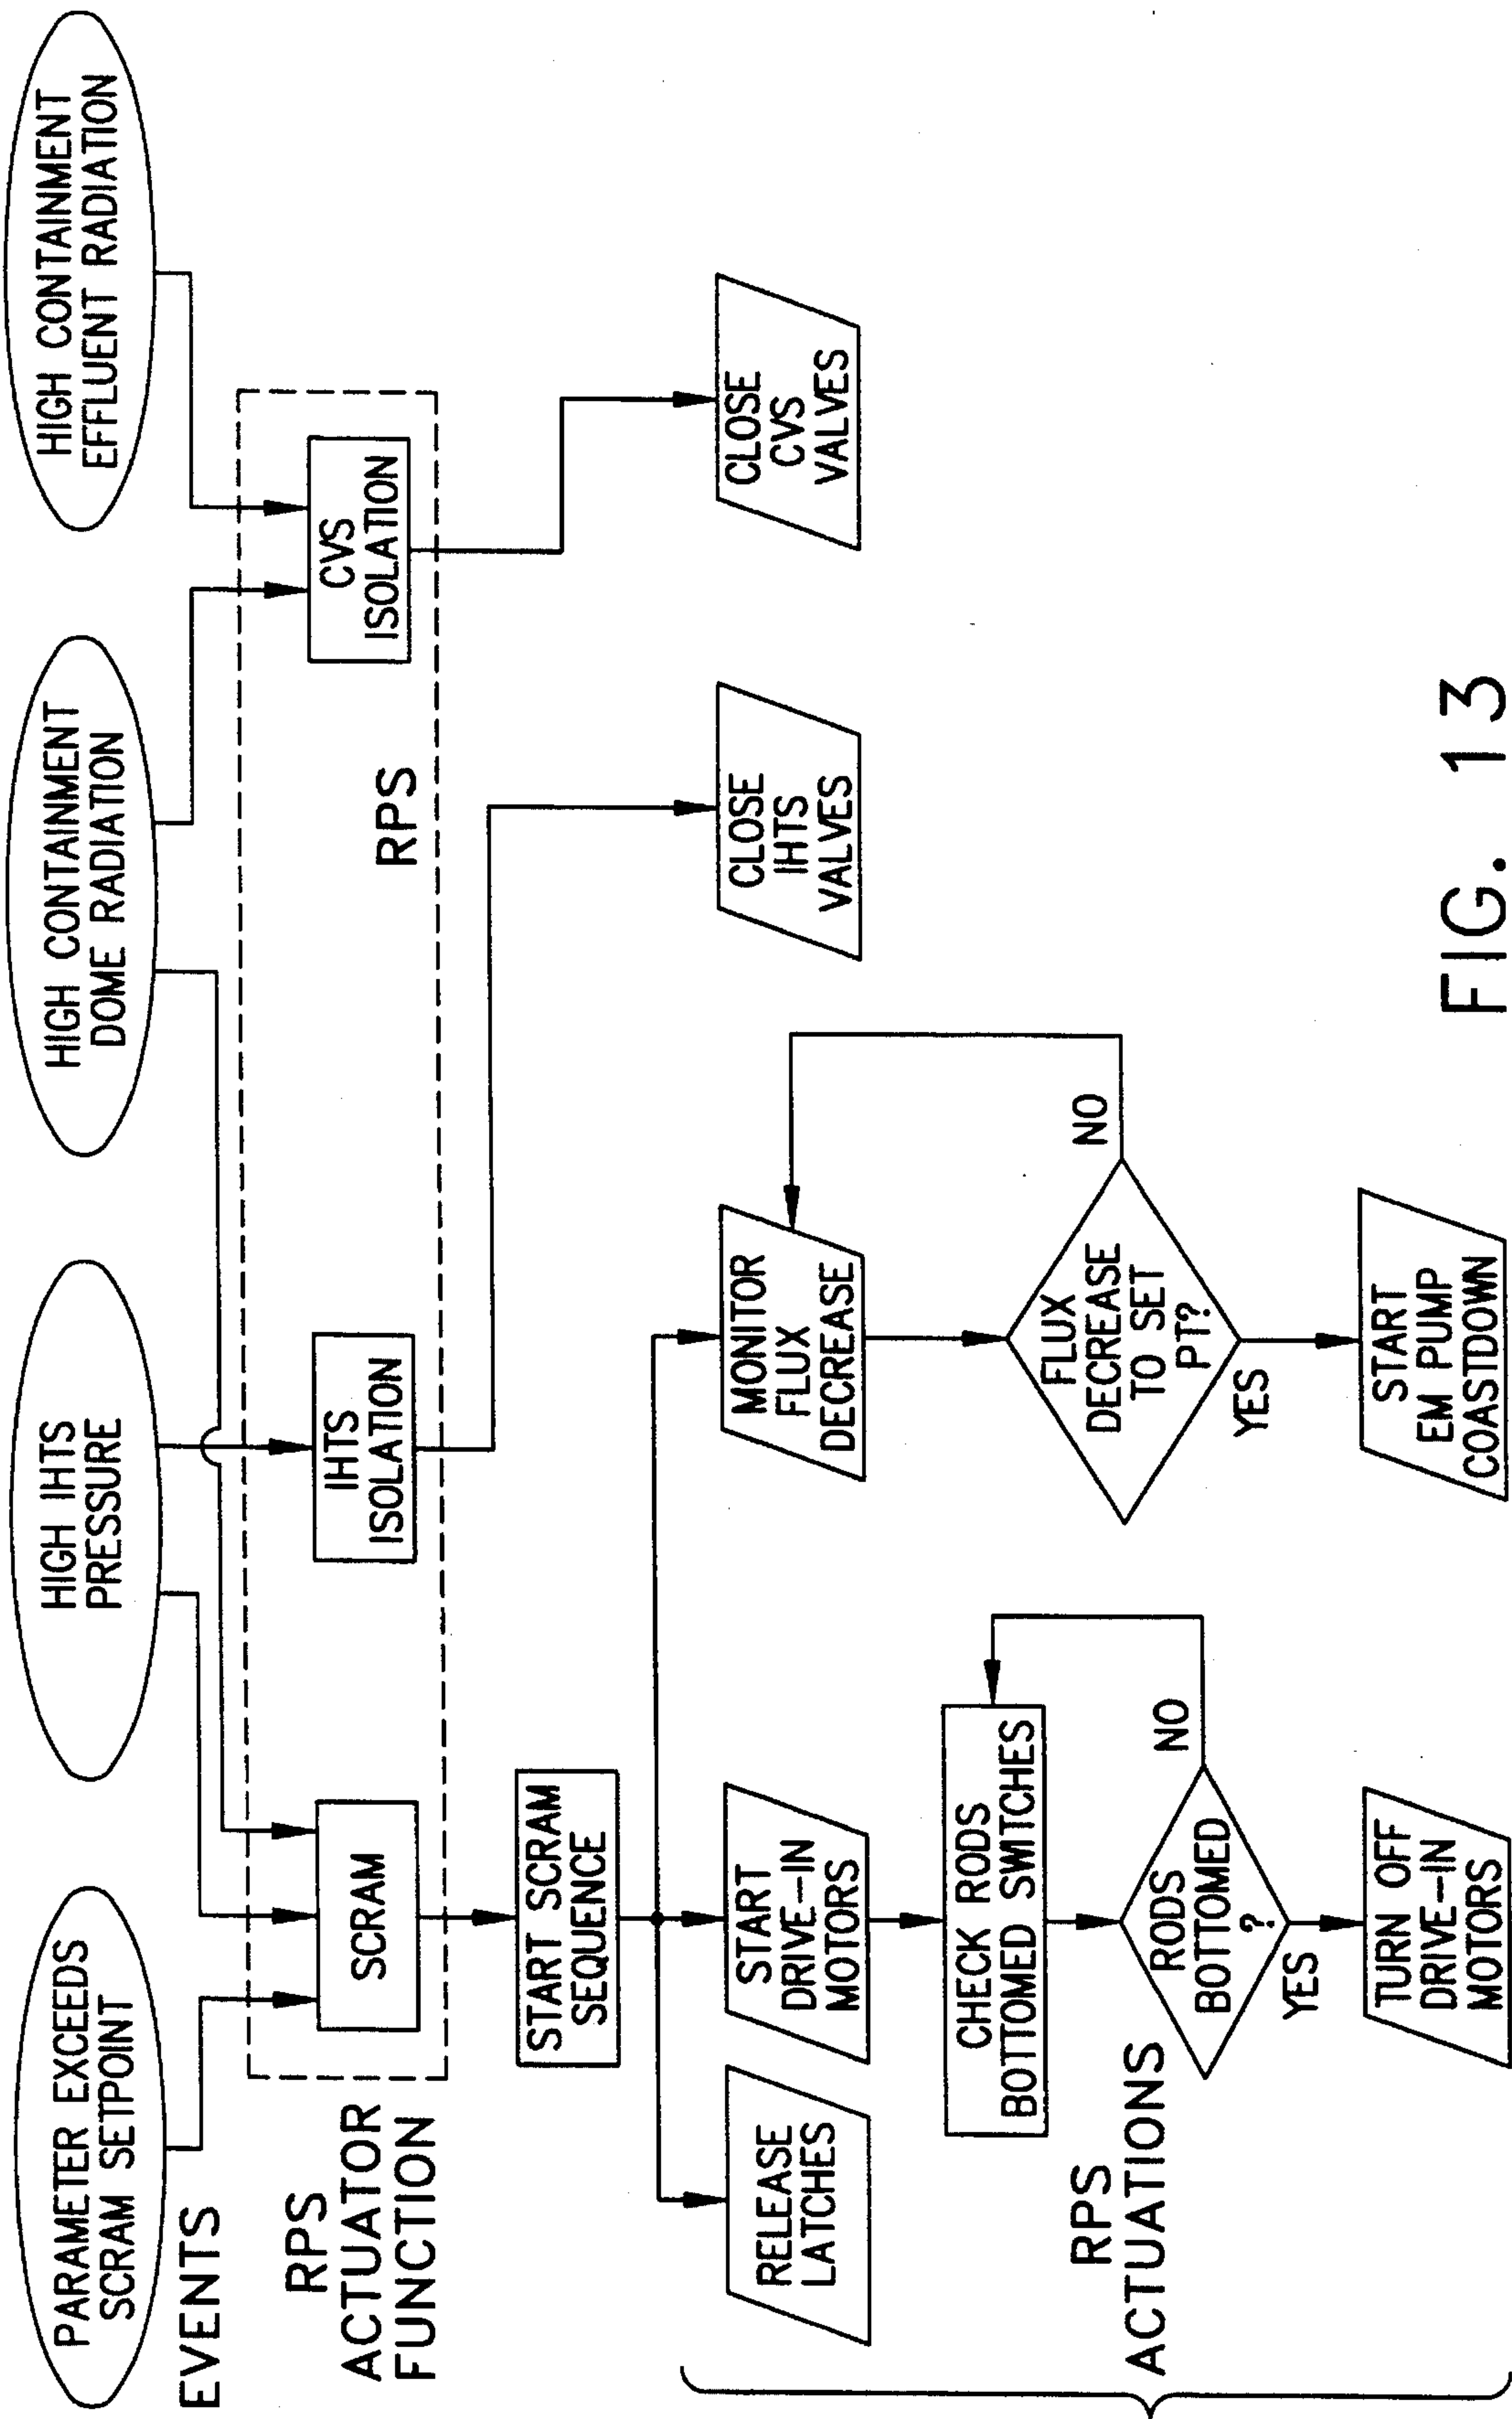 PARAMETER EXCEEDS
SCRAM SETPOINT
HIGH IHTS
PRESSURE
HIGH CONTAINMENT
DOME RADIATION
HIGH CONTAINMENT
EFFLUENT RADIATION
EVENTS
RPS
ACTUATOR
FUNCTION
SCRAM
IHTS
ISOLATION
CVS
ISOLATION
RPS
START SCRAM
SEQUENCE
RELEASE
LATCHES
START
DRIVE-IN
MOTORS
MONITOR
FLUX
DECREASE
CLOSE
IHTS
VALVES
CLOSE
CVS
VALVES
RPS
ACTUATIONS
CHECK RODS
BOTTOMED SWITCHES
RODS
BOTTOMED
?
NO
YES
TURN OFF
DRIVE-IN
MOTORS
FLUX
DECREASE
TO SET
PT?
NO
YES
START
EM PUMP
COASTDOWN
FIG. 13